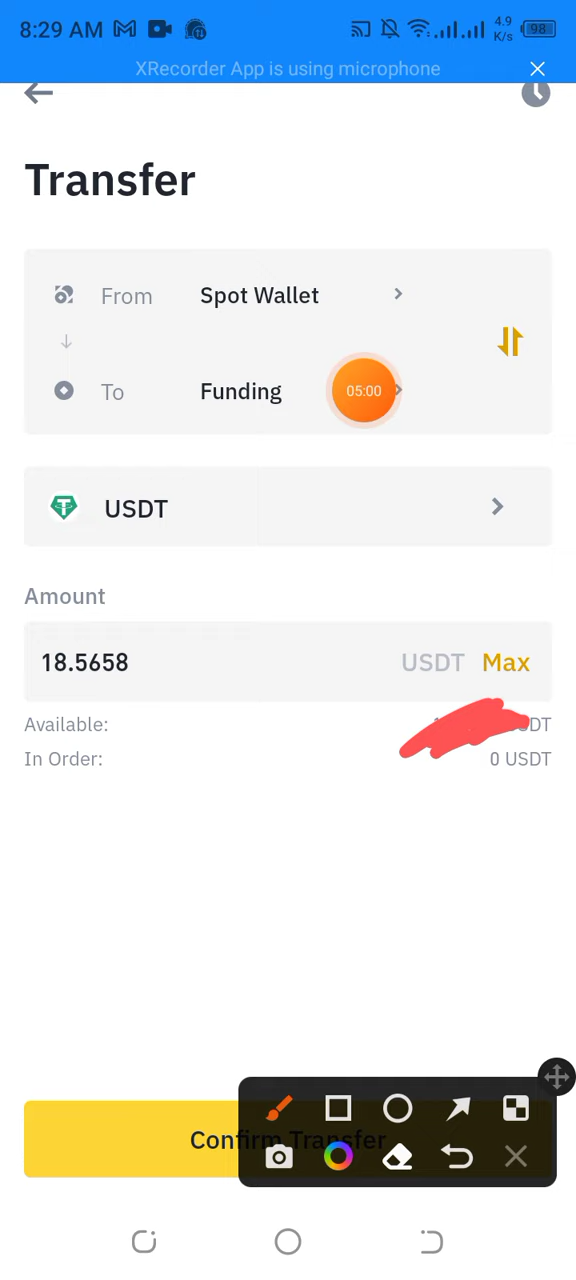 8:29 AM
4.9
K/s
98
XRecorder App is using microphone
Transfer
From Spot Wallet
To Funding
05:00
USDT
Amount
18.5658 USDT Max
Available: USDT
In Order: 0 USDT
Confirm Transfer